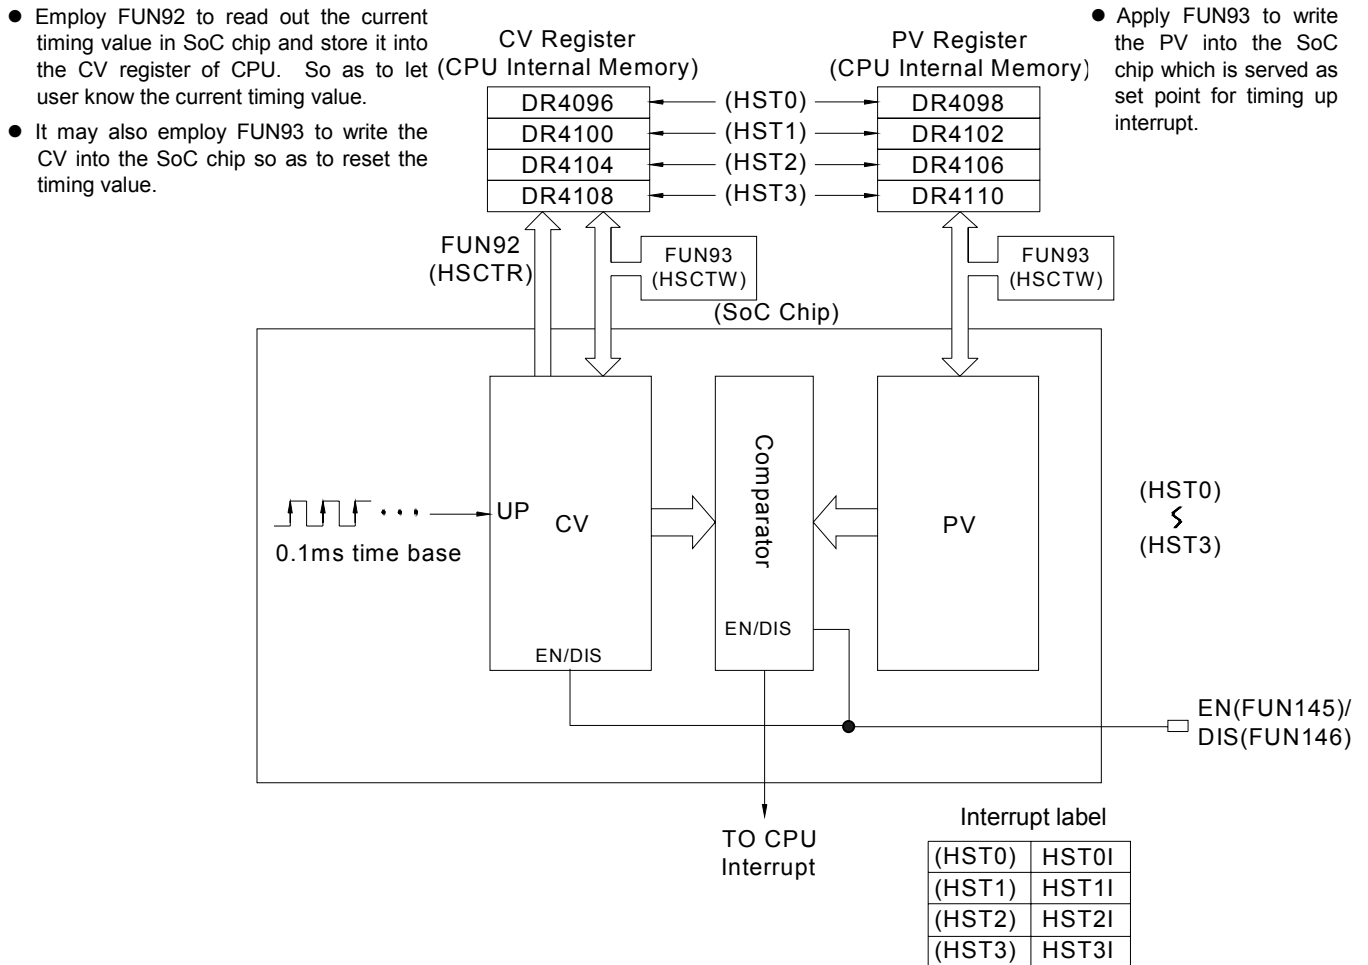 ● Employ FUN92 to read out the current
timing value in SoC chip and store it into
the CV register of CPU. So as to let
user know the current timing value.
● It may also employ FUN93 to write the
CV into the SoC chip so as to reset the
timing value.
CV Register
(CPU Internal Memory)
PV Register
(CPU Internal Memory)
● Apply FUN93 to write
the PV into the SoC
chip which is served as
set point for timing up
interrupt.
DR4096 (HST0) DR4098
DR4100 (HST1) DR4102
DR4104 (HST2) DR4106
DR4108 (HST3) DR4110
FUN92
(HSCTR)
FUN93
(HSCTW)
FUN93
(HSCTW)
(SoC Chip)
UP
CV
Comparator
PV
0.1ms time base
(HST0)
(HST3)
EN/DIS
EN/DIS
EN(FUN145)/
DIS(FUN146)
TO CPU
Interrupt
Interrupt label
(HST0) HST0I
(HST1) HST1I
(HST2) HST2I
(HST3) HST3I